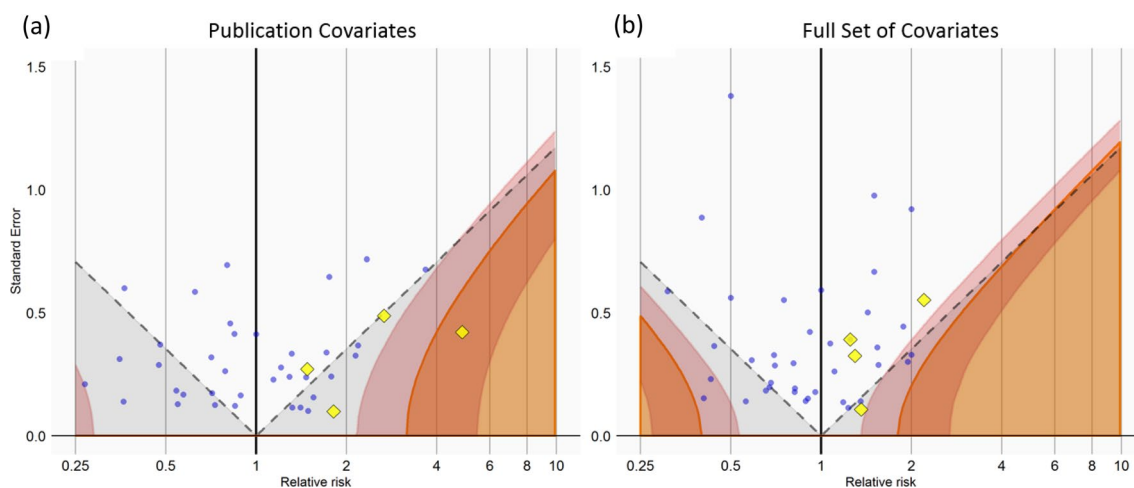 (a)
Publication Covariates
1.5
1.0
0.5
0.0
Standard Error
0.25 0.5 1 2 4 6 8 10
Relative risk
(b)
Full Set of Covariates
1.5
1.0
0.5
0.0
0.25 0.5 1 2 4 6 8 10
Relative risk